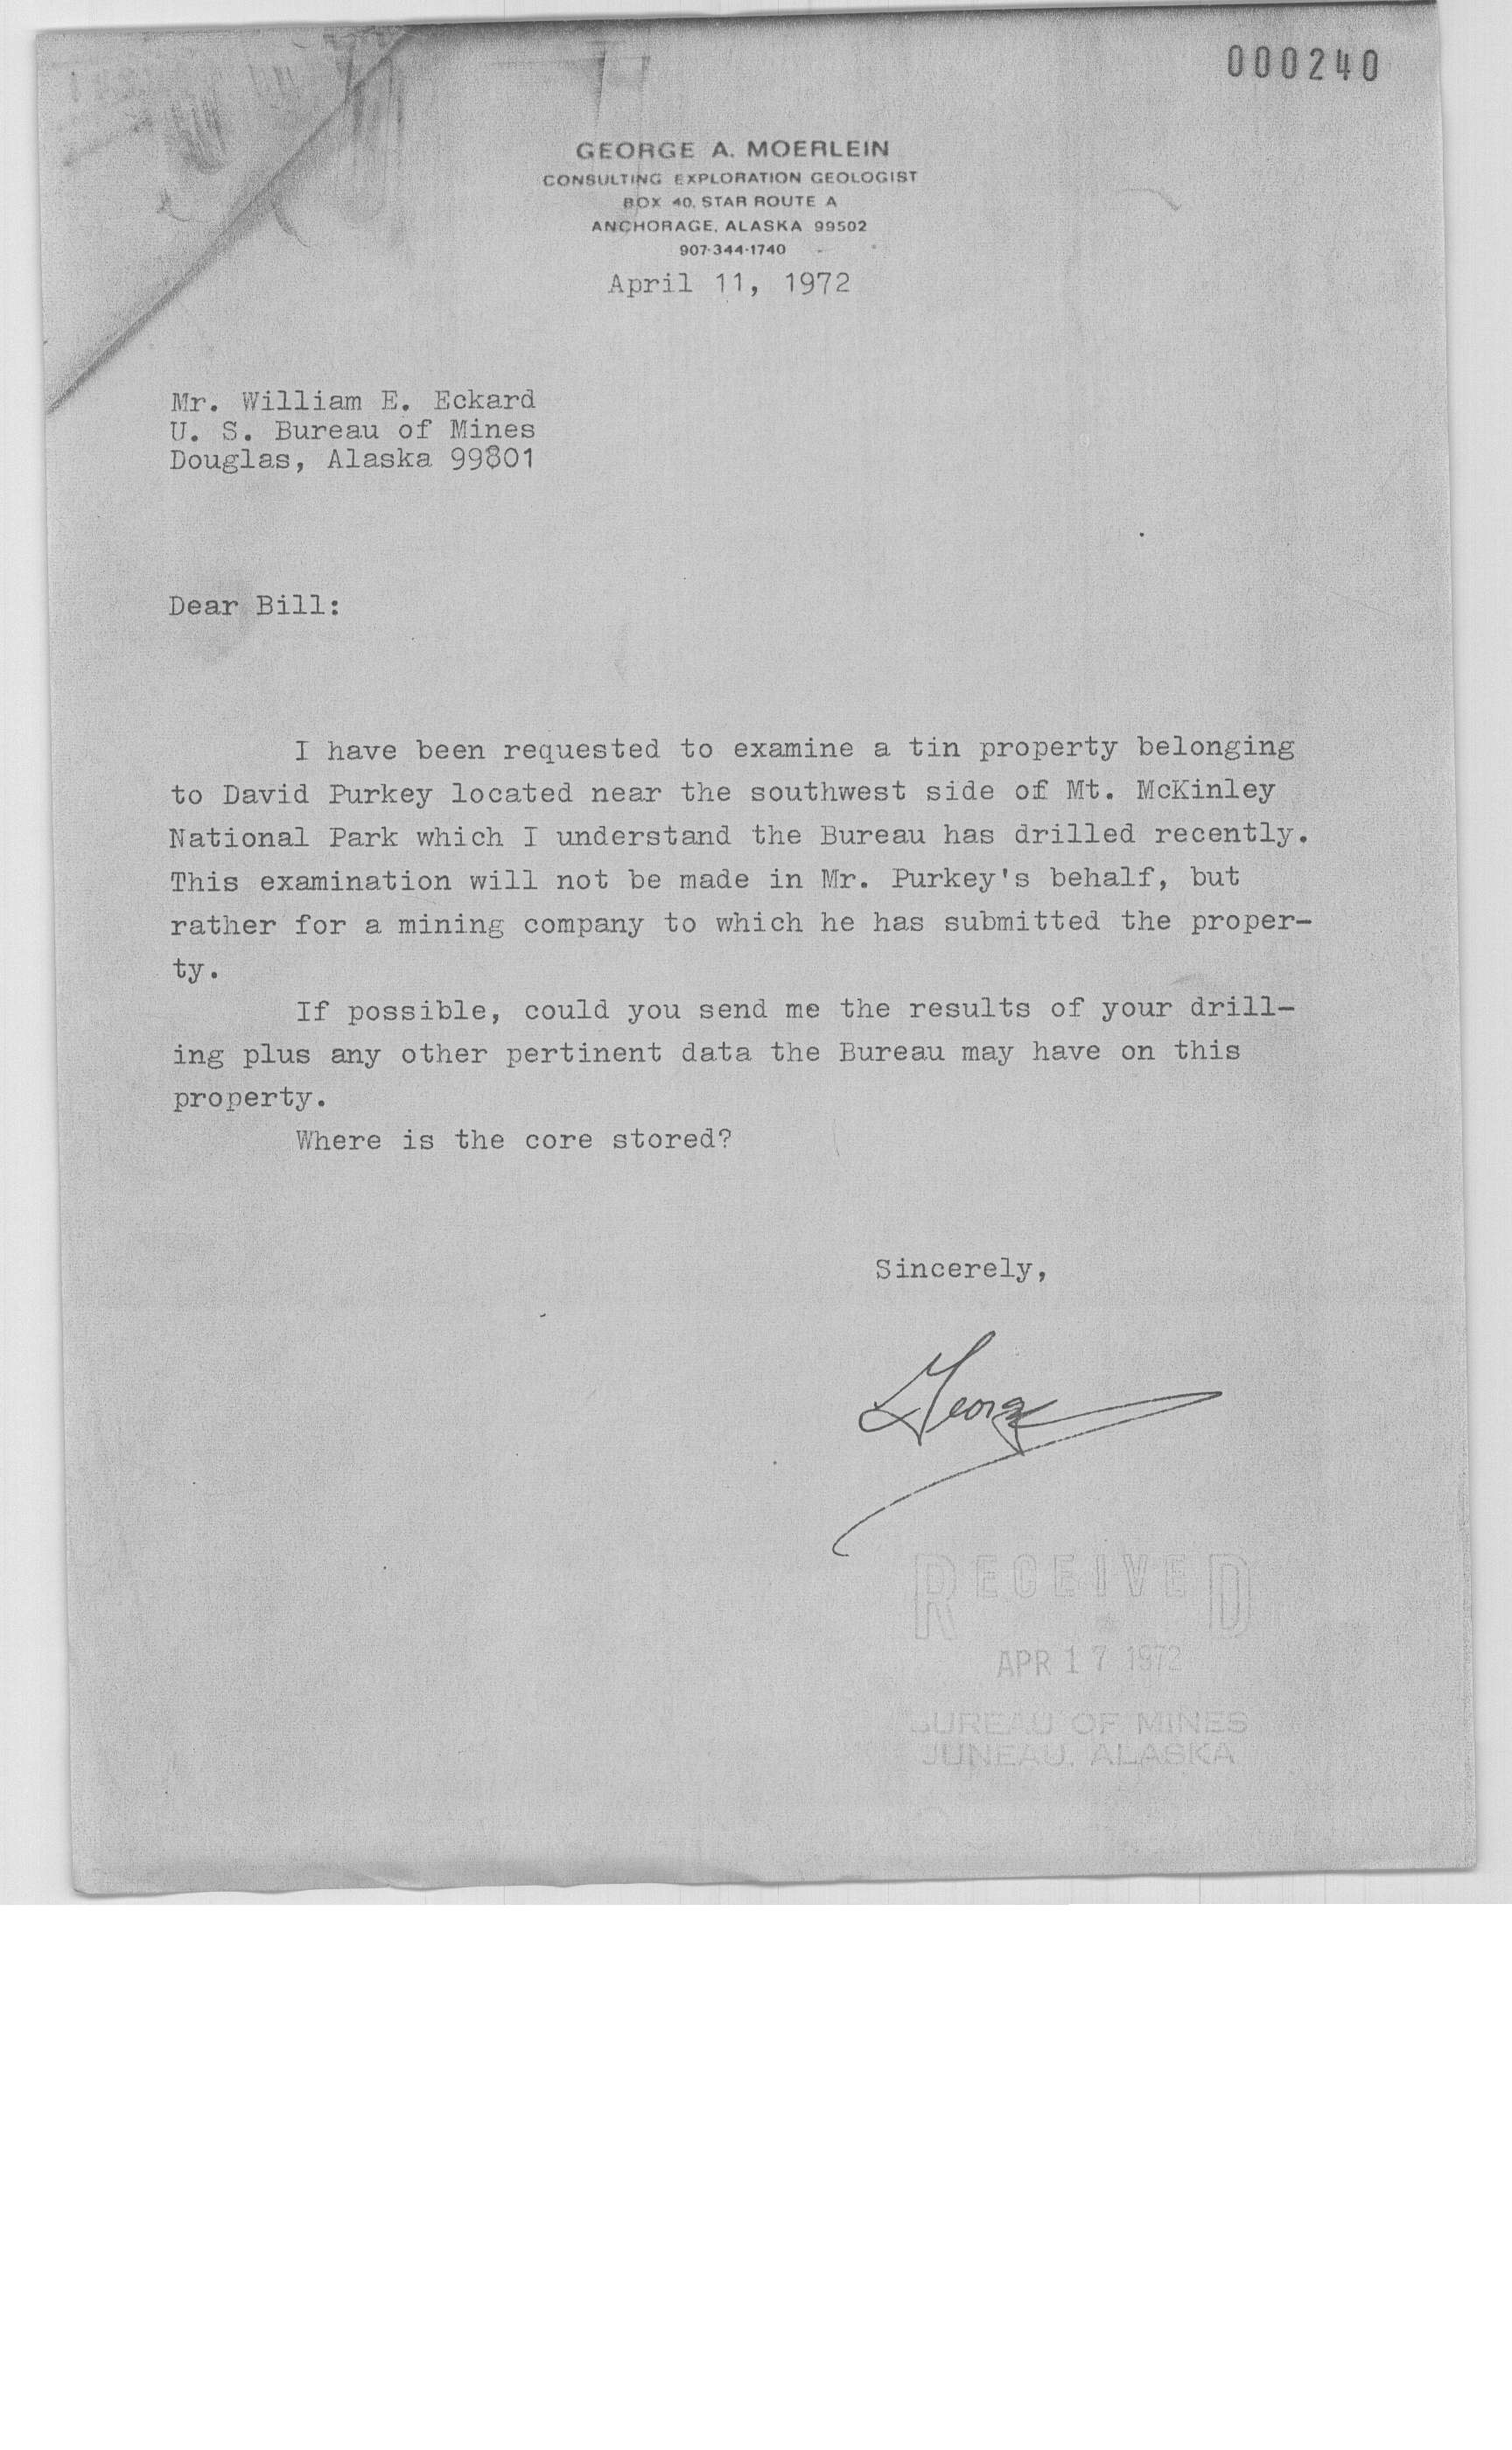 000240
GEORGE A. MOERLEIN
CONSULTING EXPLORATION GEOLOGIST
BOX 40, STAR ROUTE A
ANCHORAGE, ALASKA 99502
907-344-1740
April 11, 1972
Mr. William E. Eckard
U. S. Bureau of Mines
Douglas, Alaska 99801
Dear Bill:
I have been requested to examine a tin property belonging
to David Purkey located near the southwest side of Mt. McKinley
National Park which I understand the Bureau has drilled recently.
This examination will not be made in Mr. Purkey's behalf, but
rather for a mining company to which he has submitted the proper-
ty.
If possible, could you send me the results of your drill-
ing plus any other pertinent data the Bureau may have on this
property.
Where is the core stored?
Sincerely,
George
RECEIVED
APR 17 1972
BUREAU OF MINES
JUNEAU, ALASKA